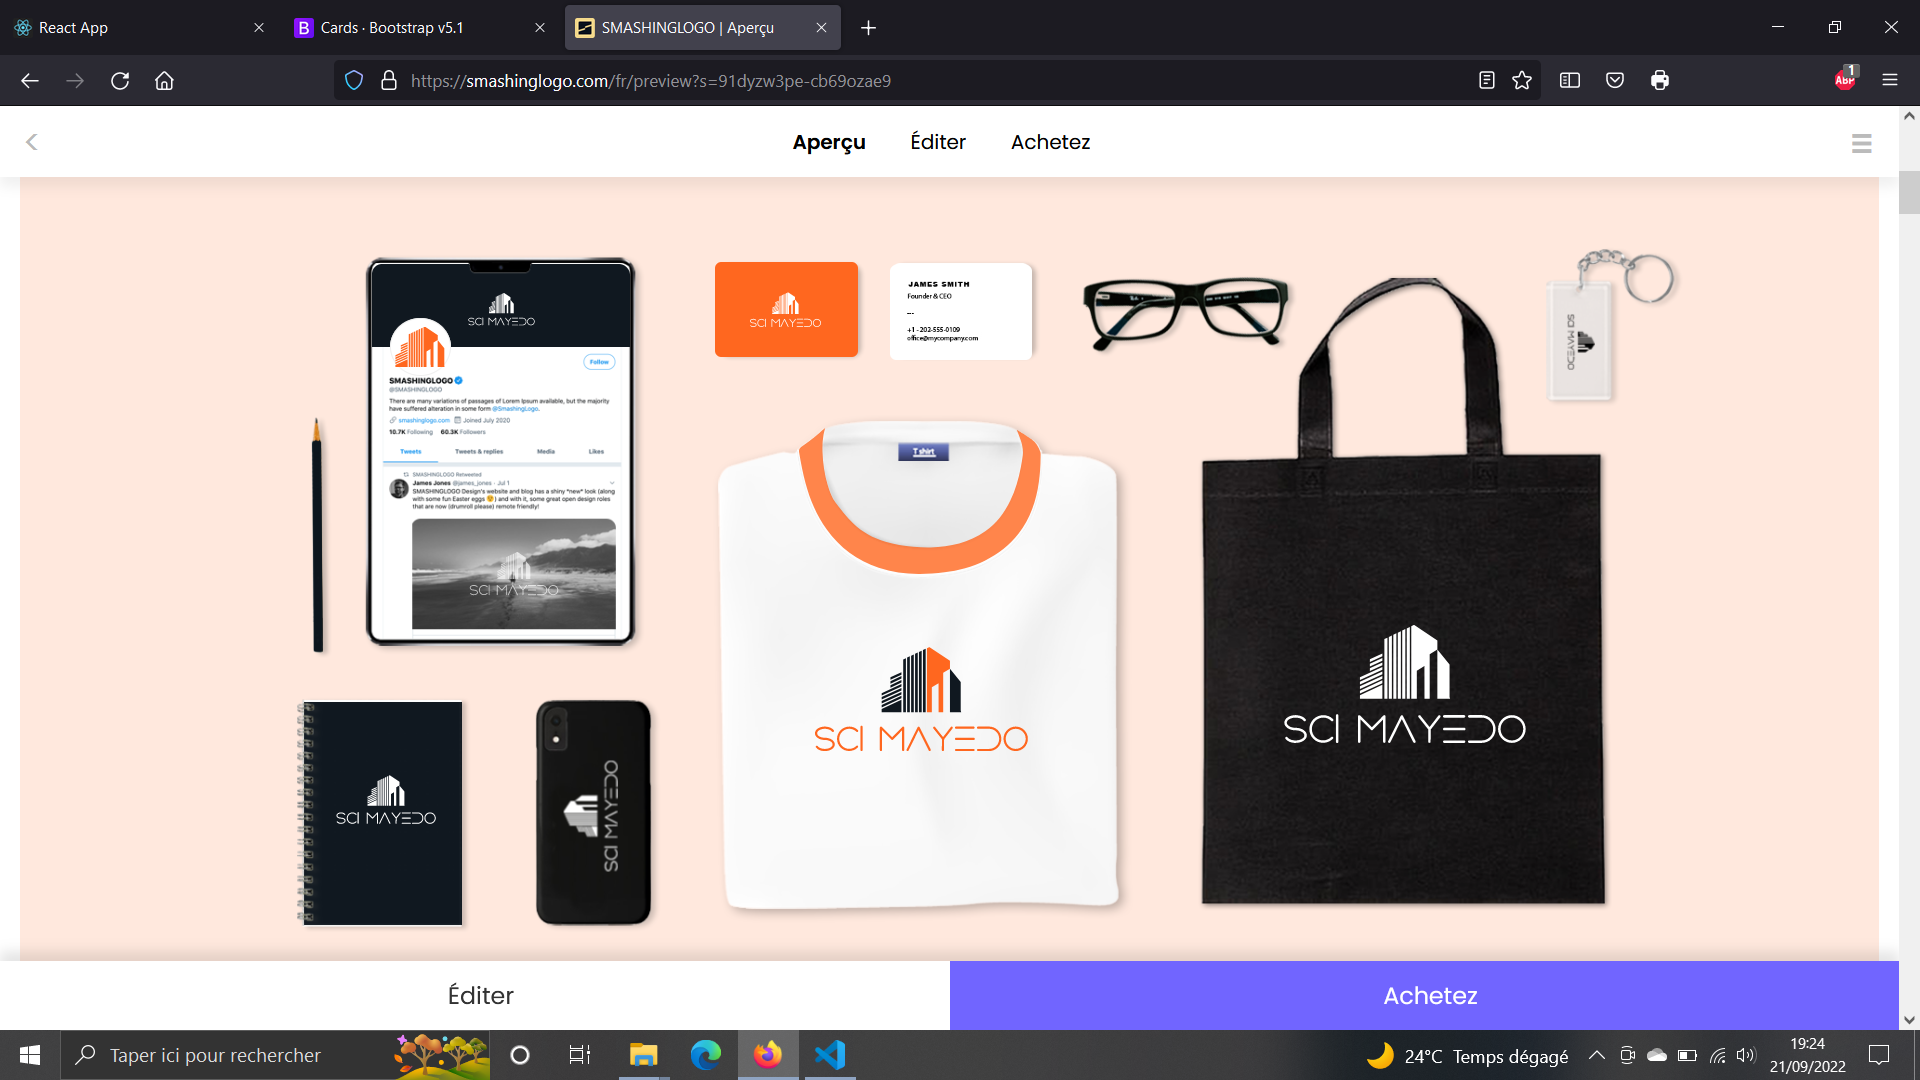 React App
Cards · Bootstrap v5.1
SMASHINGLOGO | Aperçu
https://smashinglogo.com/fr/preview?s=91dyzw3pe-cb69ozae9
ABP
1
Aperçu
Éditer
Achetez
SCI MAYEDO
Follow
SMASHINGLOGO
@SMASHINGLOGO
There are many variations of passages of Lorem Ipsum available, but the majority
have suffered alteration in some form @SmashingLogo.
smashinglogo.com Joined July 2020
10.7K Following 60.3K Followers
Tweets Tweets & replies Media Likes
SMASHINGLOGO Retweeted
James Jones @james_jones · Jul 1
SMASHINGLOGO Design's website and blog has a shiny *new* look (along
with some fun Easter eggs ) and with it, some great open design roles
that are now (drumroll please) remote friendly!
SCI MAYEDO
SCI MAYEDO
JAMES SMITH
Founder & CEO
---
+1 - 202-555-0109
office@mycompany.com
SCI MAYEDO
T shirt
SCI MAYEDO
SCI MAYEDO
SCI MAYEDO
SCI MAYEDO
Éditer
Achetez
Taper ici pour rechercher
24°C Temps dégagé
19:24
21/09/2022